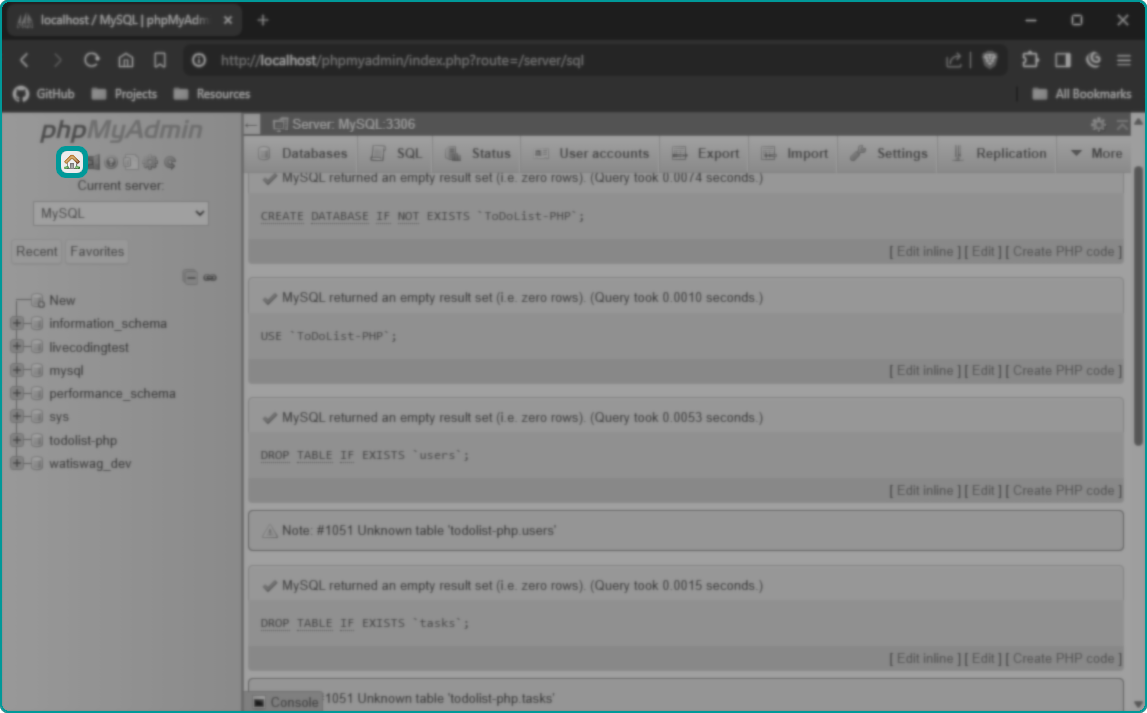 localhost / MySQL | phpMyAdm
http://localhost/phpmyadmin/index.php?route=/server/sql
GitHub Projects Resources All Bookmarks
phpMyAdmin
Current server:
MySQL
Recent Favorites
New
information_schema
livecodingtest
mysql
performance_schema
sys
todolist-php
watiswag_dev
Server: MySQL:3306
Databases SQL Status User accounts Export Import Settings Replication More
MySQL returned an empty result set (i.e. zero rows). (Query took 0.0074 seconds.)
CREATE DATABASE IF NOT EXISTS `ToDoList-PHP`;
[ Edit inline ] [ Edit ] [ Create PHP code ]
MySQL returned an empty result set (i.e. zero rows). (Query took 0.0010 seconds.)
USE `ToDoList-PHP`;
[ Edit inline ] [ Edit ] [ Create PHP code ]
MySQL returned an empty result set (i.e. zero rows). (Query took 0.0053 seconds.)
DROP TABLE IF EXISTS `users`;
[ Edit inline ] [ Edit ] [ Create PHP code ]
Note: #1051 Unknown table 'todolist-php.users'
MySQL returned an empty result set (i.e. zero rows). (Query took 0.0015 seconds.)
DROP TABLE IF EXISTS `tasks`;
[ Edit inline ] [ Edit ] [ Create PHP code ]
Console 1051 Unknown table 'todolist-php.tasks'